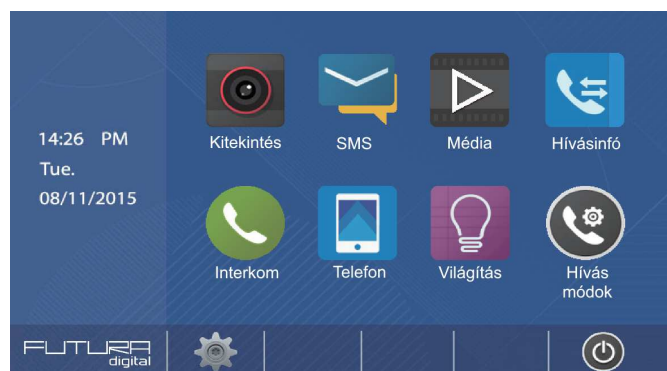 14:26 PM
Tue.
08/11/2015
Kitekintés
SMS
Média
Hívásinfó
Interkom
Telefon
Világítás
Hívás
módok
FUTURA
digital